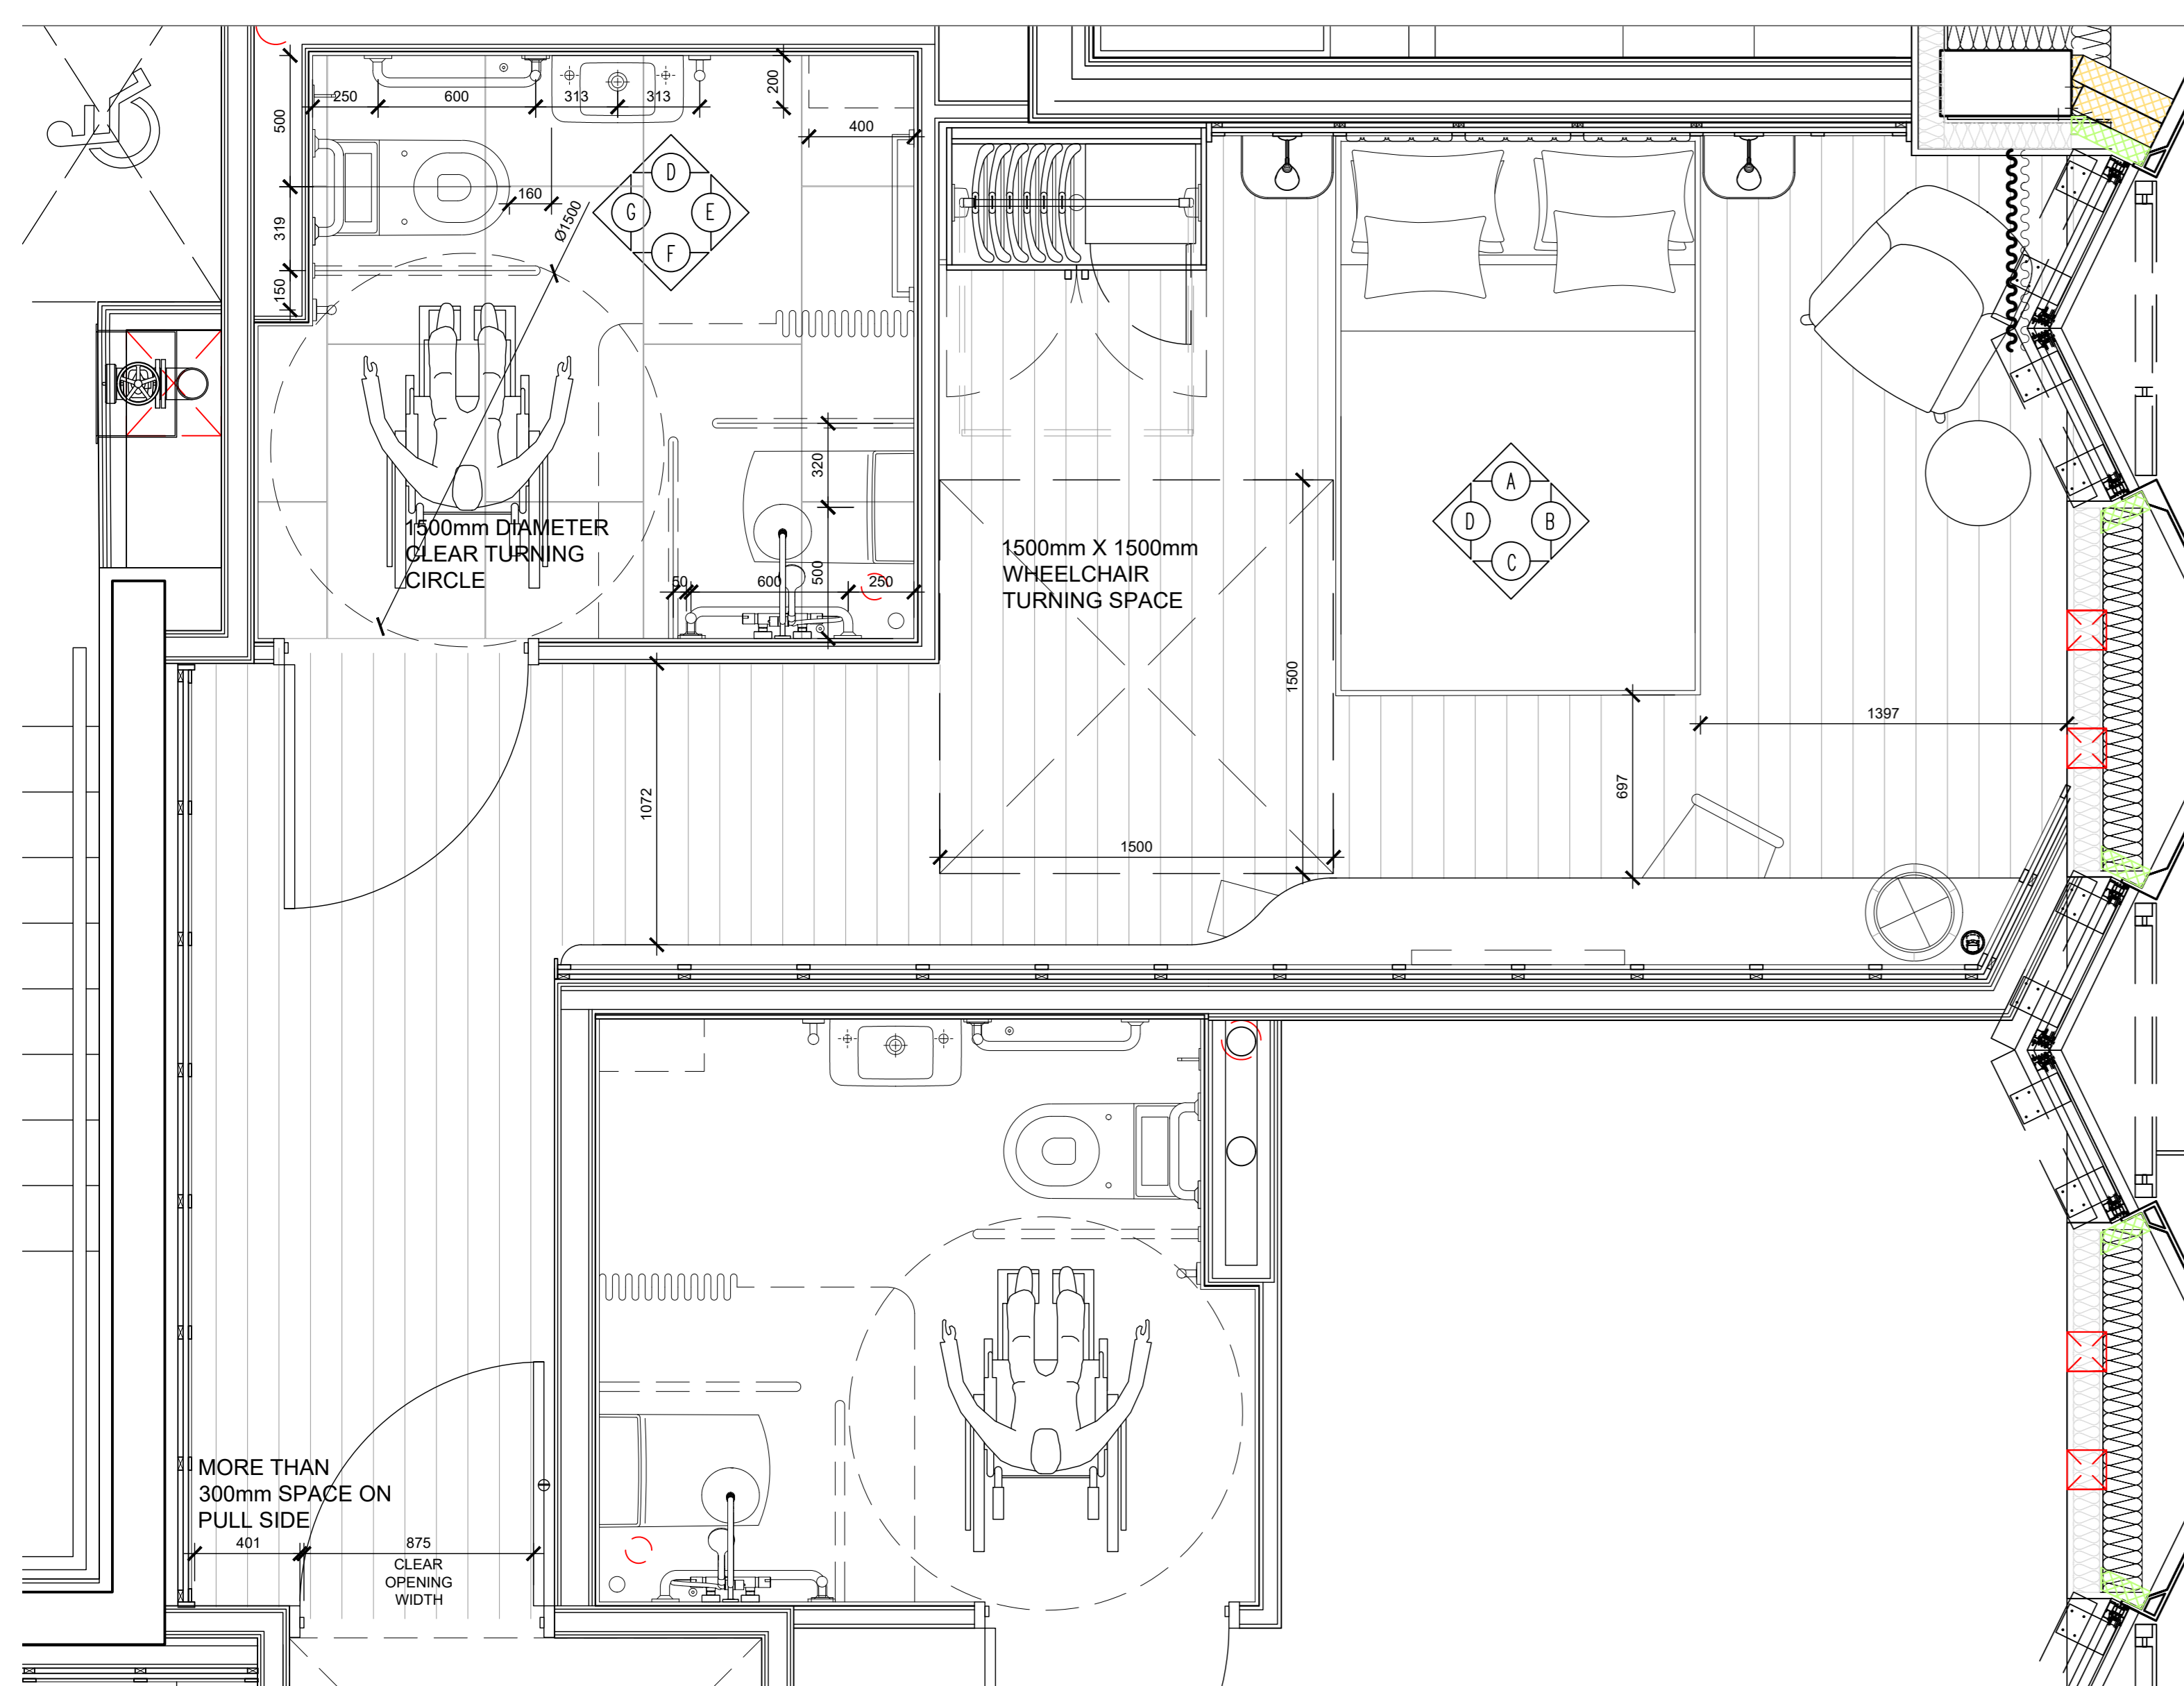 250
600
313
313
200
400
500
319
150
160
Ø1500
D
G
E
F
1500mm DIAMETER
CLEAR TURNING
CIRCLE
320
500
50
600
250
1500mm X 1500mm
WHEELCHAIR
TURNING SPACE
1500
1500
A
D
B
C
1397
697
1072
MORE THAN
300mm SPACE ON
PULL SIDE
401
875
CLEAR
OPENING
WIDTH